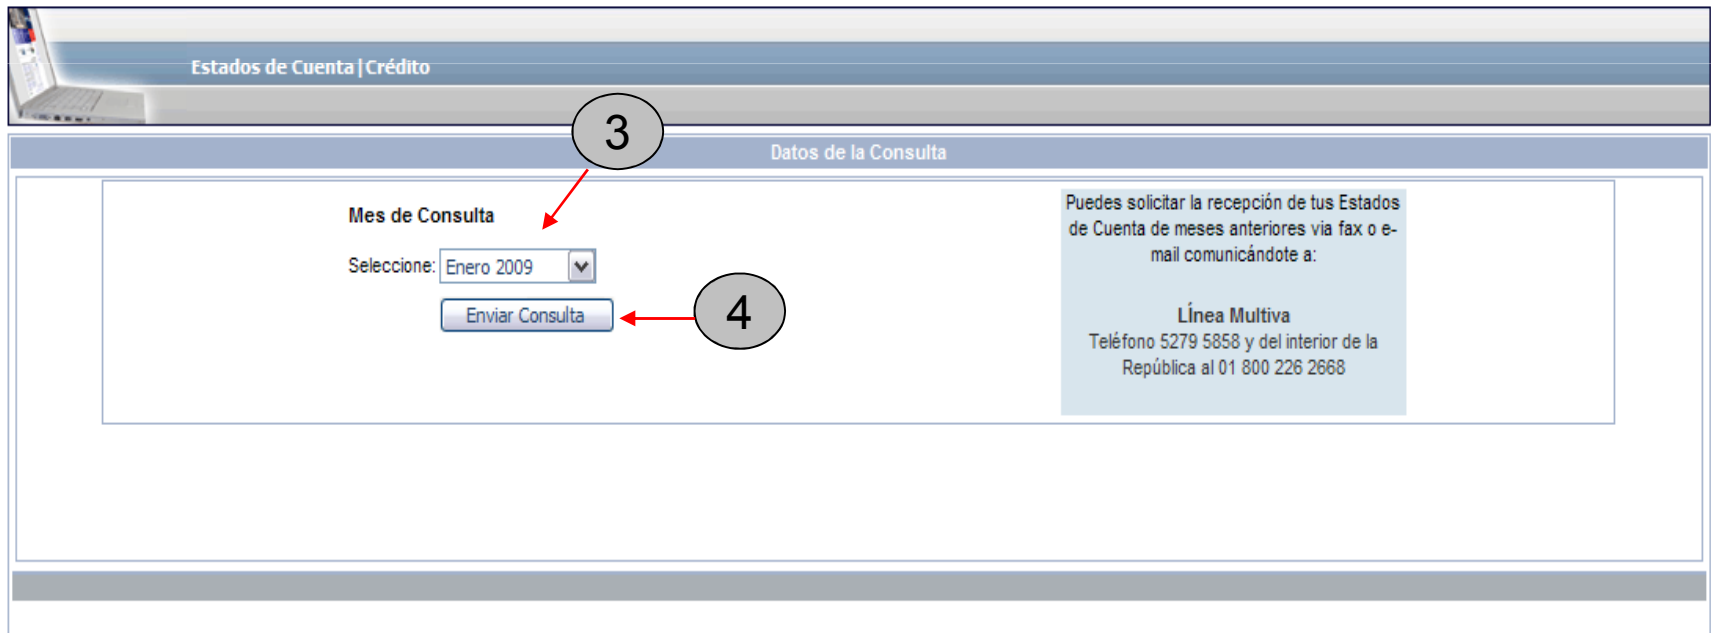 Estados de Cuenta|Crédito
3
Datos de la Consulta
Mes de Consulta
Seleccione: Enero 2009
Enviar Consulta
4
Puedes solicitar la recepción de tus Estados
de Cuenta de meses anteriores via fax o e-
mail comunicándote a:
LÍnea Multiva
Teléfono 5279 5858 y del interior de la
República al 01 800 226 2668